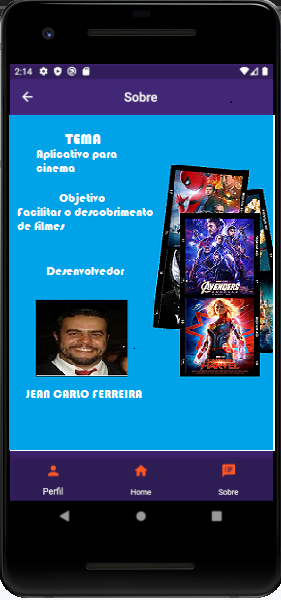 2:14
Sobre
TEMA
Aplicativo para
cinema
Objetivo
Facilitar o descobrimento
de filmes
Desenvolvedor
AVENGERS
MARVEL
JEAN CARLO FERREIRA
Perfil
Home
Sobre